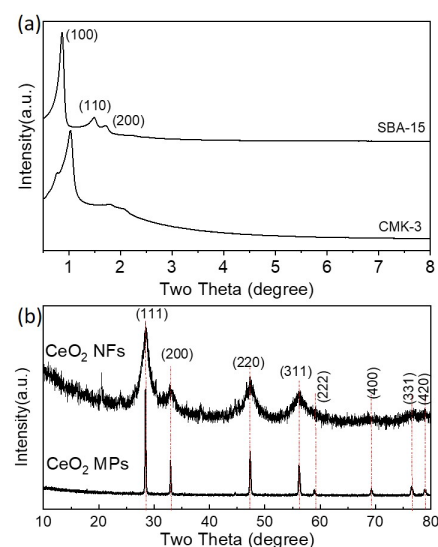 (a)
(100)
(110)
(200)
SBA-15
CMK-3
Intensity(a.u.)
1 2 3 4 5 6 7 8
Two Theta (degree)
(b)
(111)
CeO2 NFs
(200)
(220)
(311)
(222)
(400)
(331)
(420)
CeO2 MPs
Intensity(a.u.)
10 20 30 40 50 60 70 80
Two Theta (degree)